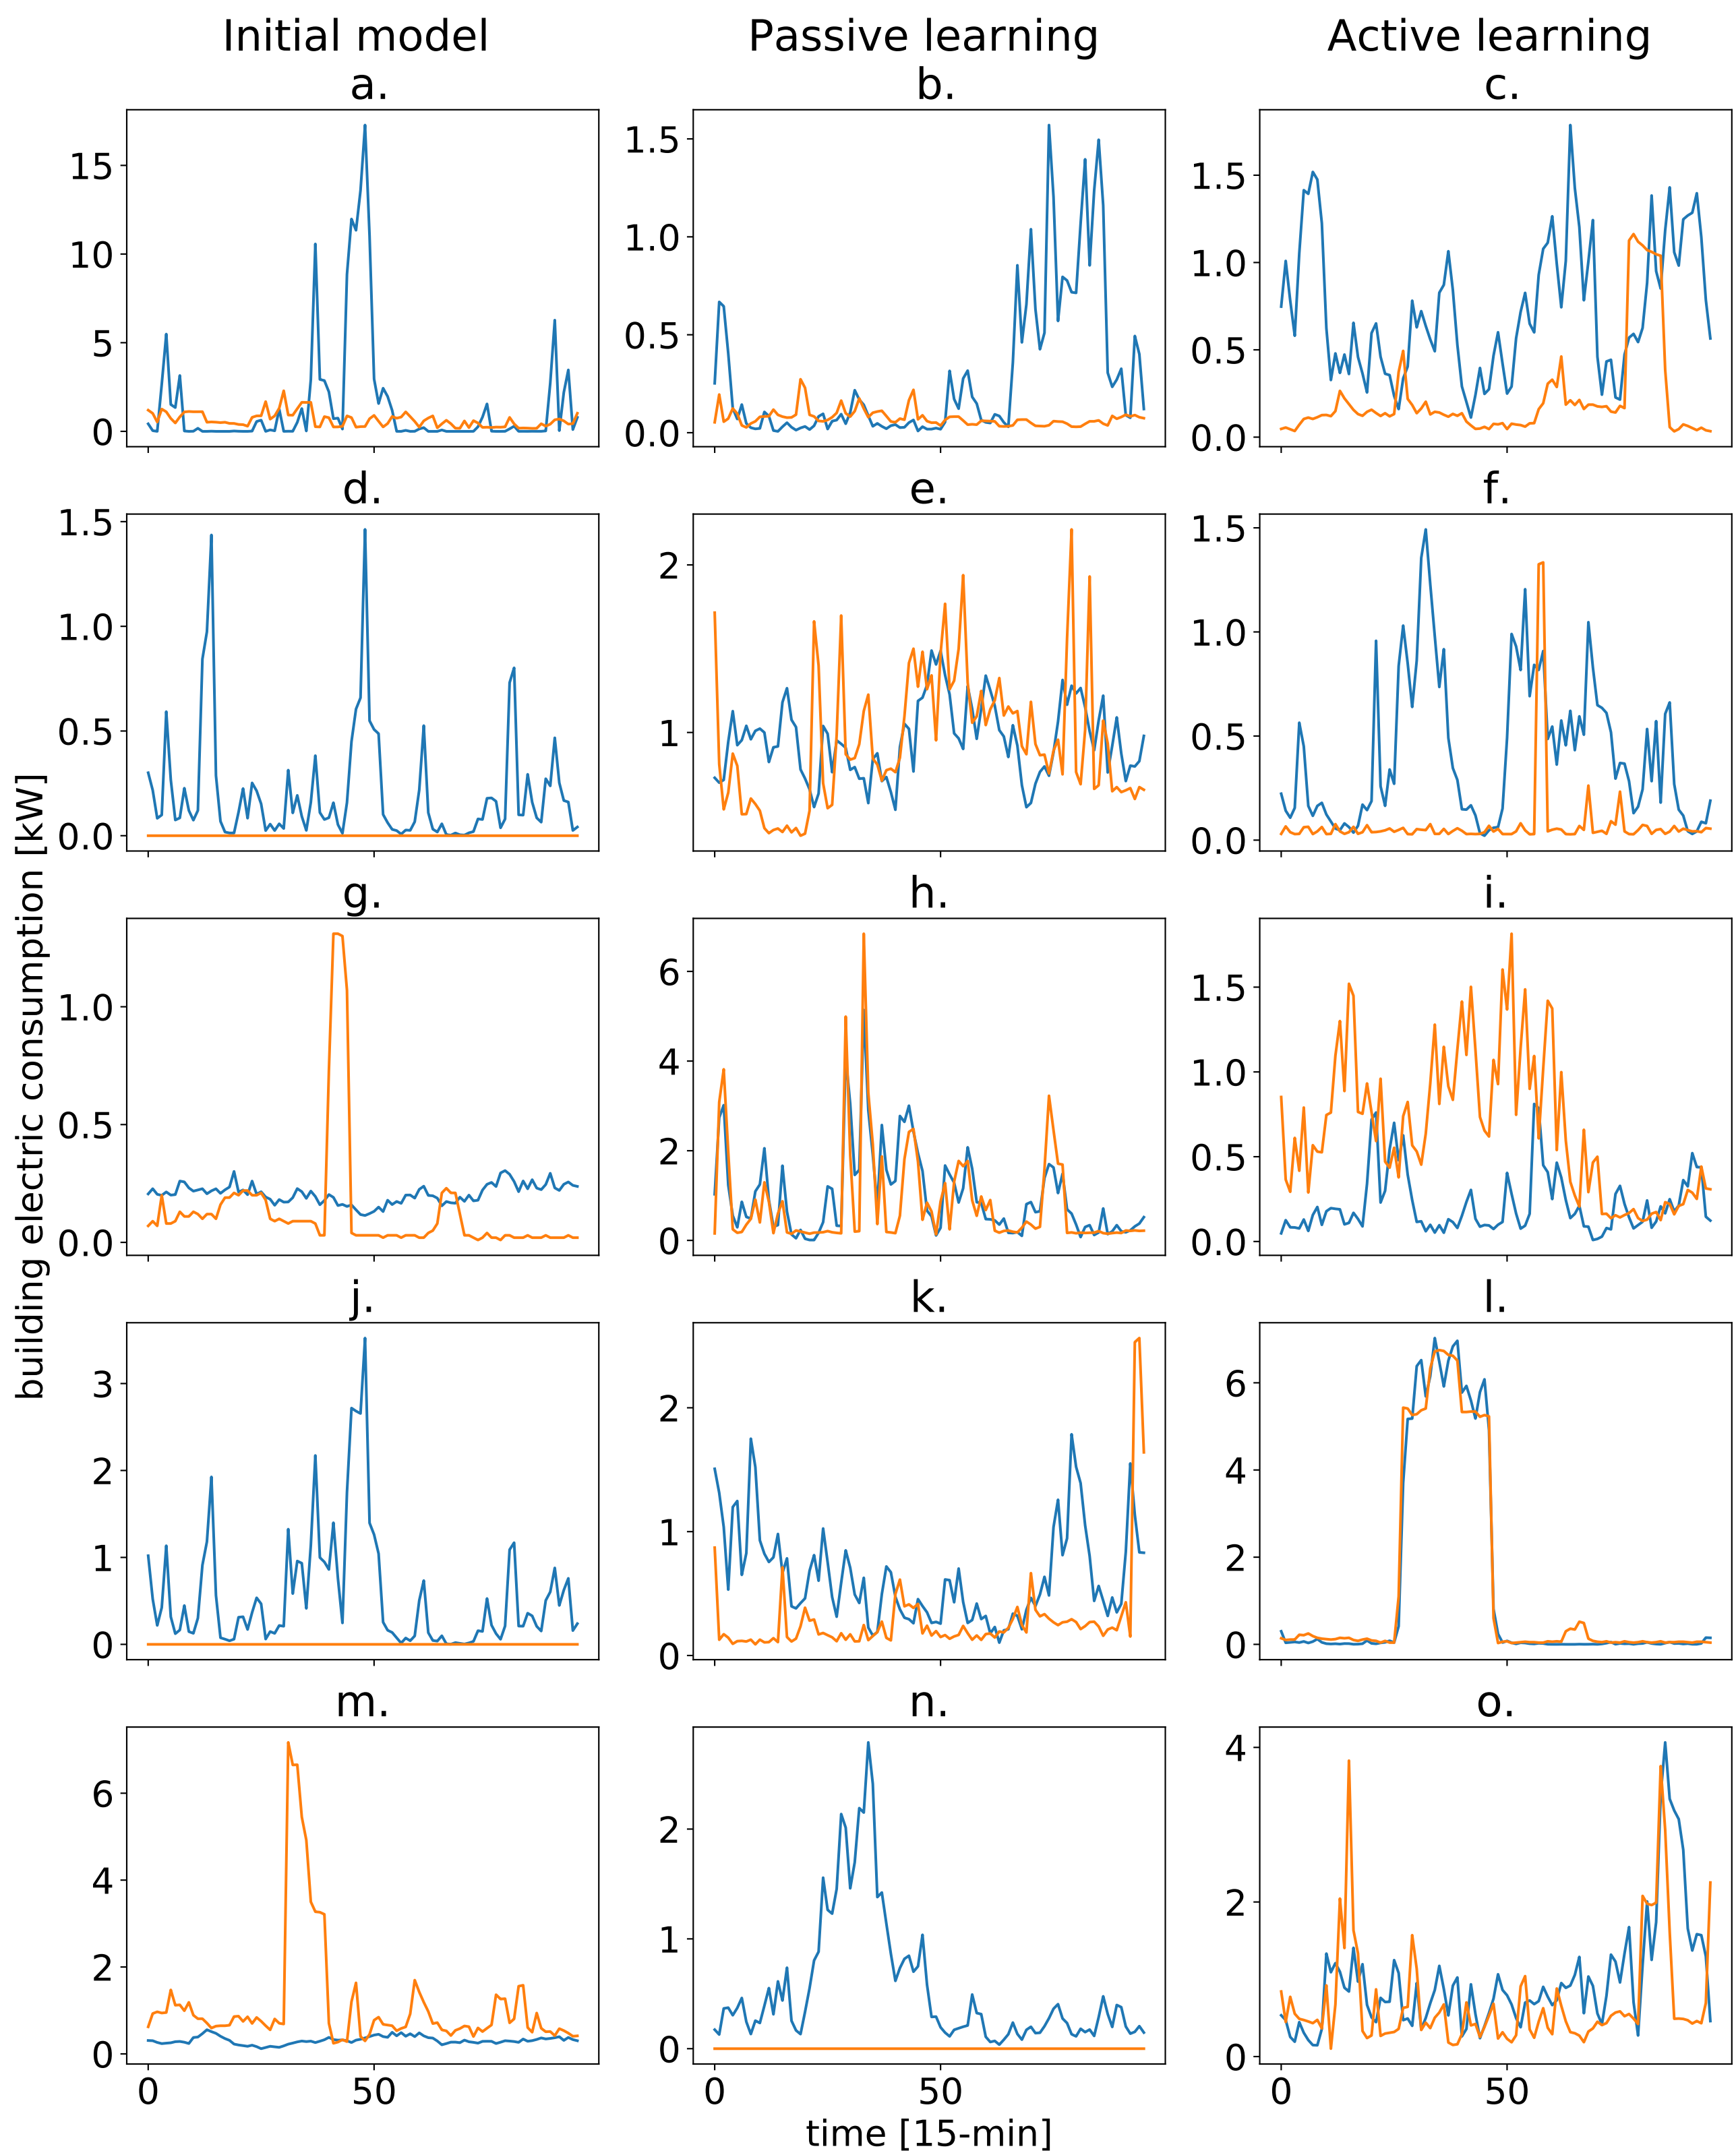 Initial model
Passive learning
Active learning
a.
b.
c.
15
10
5
0
1.5
1.0
0.5
0.0
1.5
1.0
0.5
0.0
d.
e.
f.
1.5
1.0
0.5
0.0
2
1
1.5
1.0
0.5
0.0
g.
h.
i.
1.0
0.5
0.0
6
4
2
0
1.5
1.0
0.5
0.0
building electric consumption [kW]
j.
k.
l.
3
2
1
0
2
1
0
6
4
2
0
m.
n.
o.
6
4
2
0
2
1
0
4
2
0
0 50
0 50
0 50
time [15-min]